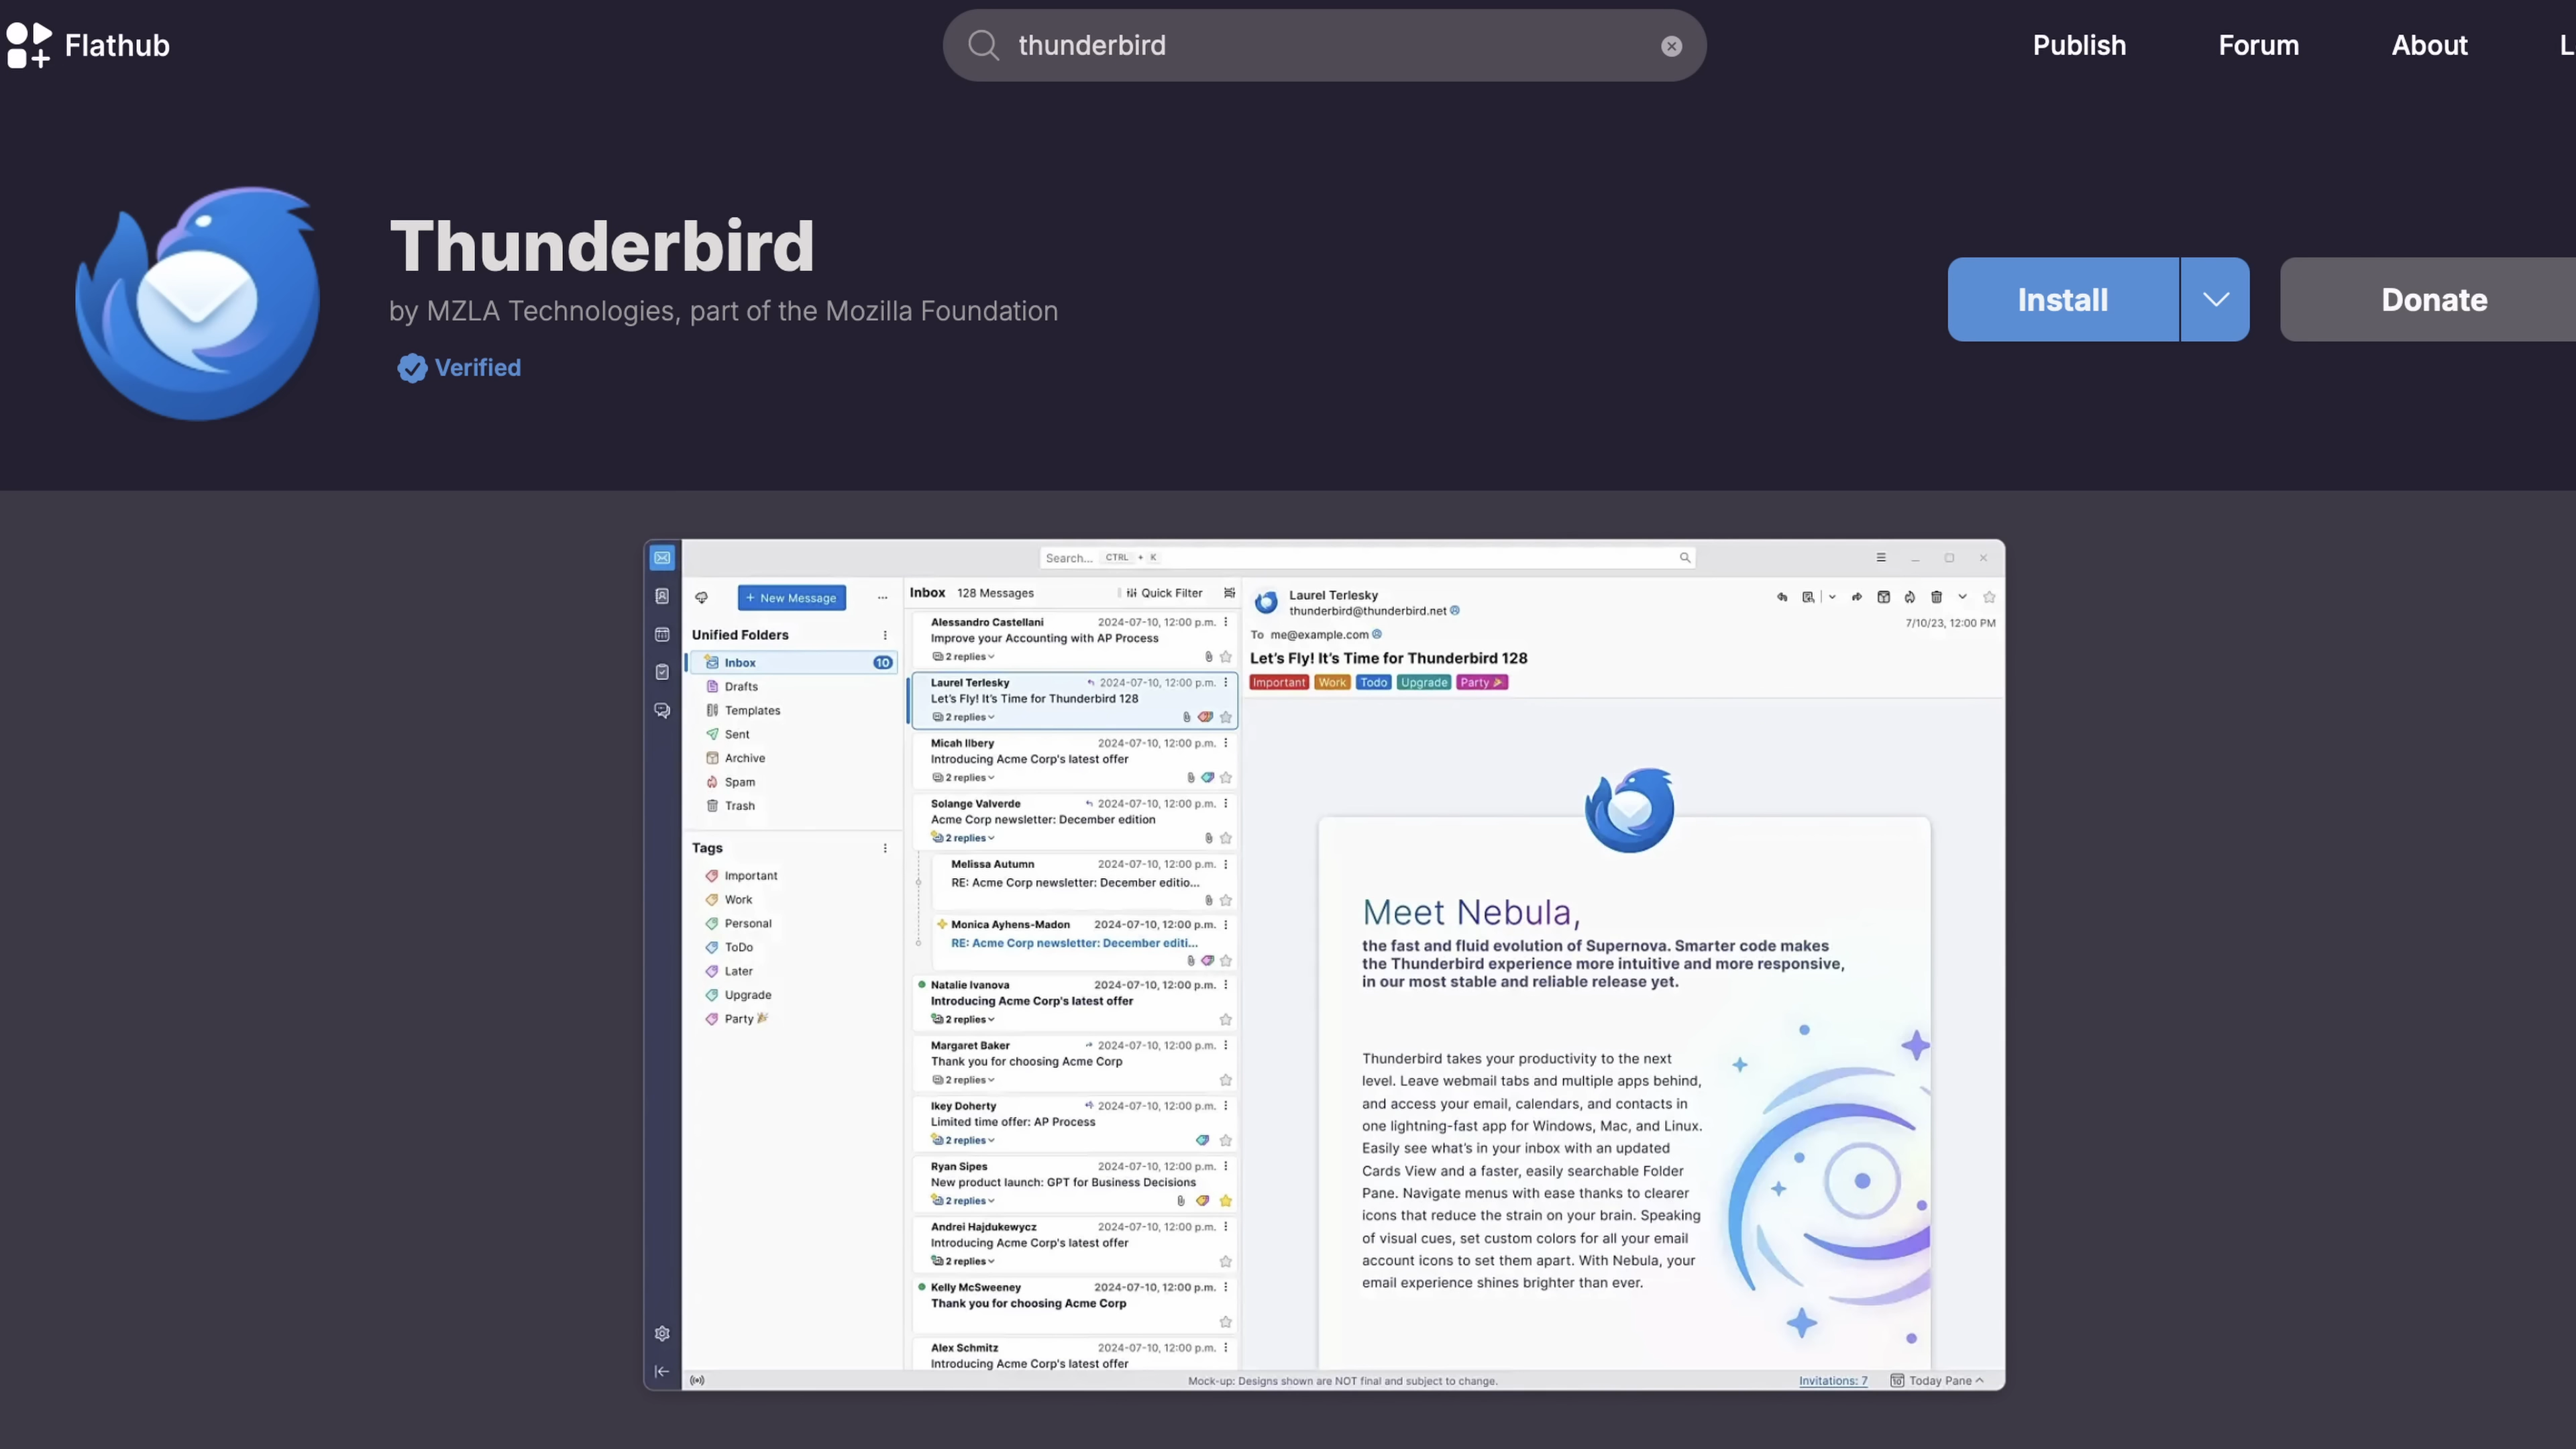 Flathub
thunderbird
Publish
Forum
About
L
Thunderbird
by MZLA Technologies, part of the Mozilla Foundation
Verified
Install
Donate
Search... CTRL + K
+ New Message
Unified Folders
Inbox 10
Drafts
Templates
Sent
Archive
Spam
Trash
Tags
Important
Work
Personal
ToDo
Later
Upgrade
Party
Inbox 128 Messages Quick Filter
Alessandro Castellani 2024-07-10, 12:00 p.m.
Improve your Accounting with AP Process
2 replies
Laurel Terlesky 2024-07-10, 12:00 p.m.
Let's Fly! It's Time for Thunderbird 128
2 replies
Micah Ilbery 2024-07-10, 12:00 p.m.
Introducing Acme Corp's latest offer
2 replies
Solange Valverde 2024-07-10, 12:00 p.m.
Acme Corp newsletter: December edition
2 replies
Melissa Autumn 2024-07-10, 12:00 p.m.
RE: Acme Corp newsletter: December editio...
Monica Ayhens-Madon 2024-07-10, 12:00 p.m.
RE: Acme Corp newsletter: December editi...
Natalie Ivanova 2024-07-10, 12:00 p.m.
Introducing Acme Corp's latest offer
2 replies
Margaret Baker 2024-07-10, 12:00 p.m.
Thank you for choosing Acme Corp
2 replies
Ikey Doherty 2024-07-10, 12:00 p.m.
Limited time offer: AP Process
2 replies
Ryan Sipes 2024-07-10, 12:00 p.m.
New product launch: GPT for Business Decisions
2 replies
Andrei Hajdukewycz 2024-07-10, 12:00 p.m.
Introducing Acme Corp's latest offer
2 replies
Kelly McSweeney 2024-07-10, 12:00 p.m.
Thank you for choosing Acme Corp
Alex Schmitz 2024-07-10, 12:00 p.m.
Introducing Acme Corp's latest offer
Laurel Terlesky
thunderbird@thunderbird.net
7/10/23, 12:00 PM
To me@example.com
Let's Fly! It's Time for Thunderbird 128
Important Work Todo Upgrade Party
Meet Nebula,
the fast and fluid evolution of Supernova. Smarter code makes
the Thunderbird experience more intuitive and more responsive,
in our most stable and reliable release yet.
Thunderbird takes your productivity to the next
level. Leave webmail tabs and multiple apps behind,
and access your email, calendars, and contacts in
one lightning-fast app for Windows, Mac, and Linux.
Easily see what's in your inbox with an updated
Cards View and a faster, easily searchable Folder
Pane. Navigate menus with ease thanks to clearer
icons that reduce the strain on your brain. Speaking
of visual cues, set custom colors for all your email
account icons to set them apart. With Nebula, your
email experience shines brighter than ever.
Mock-up: Designs shown are NOT final and subject to change.
Invitations: 7
10 Today Pane